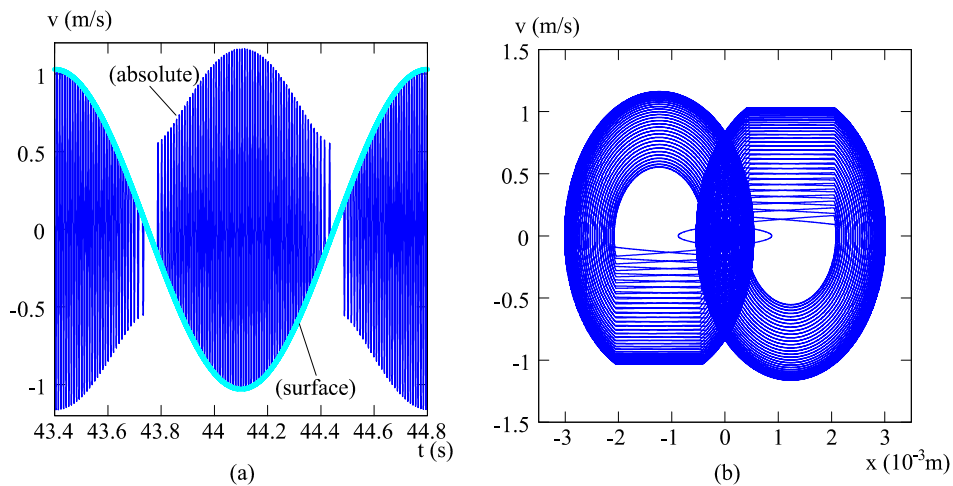 v (m/s)
1
0.5
0
-0.5
-1
(absolute)
(surface)
43.4 43.6 43.8 44 44.2 44.4 44.6 44.8
t (s)
(a)
v (m/s)
1.5
1
0.5
0
-0.5
-1
-1.5
-3 -2 -1 0 1 2 3
x (10⁻³m)
(b)